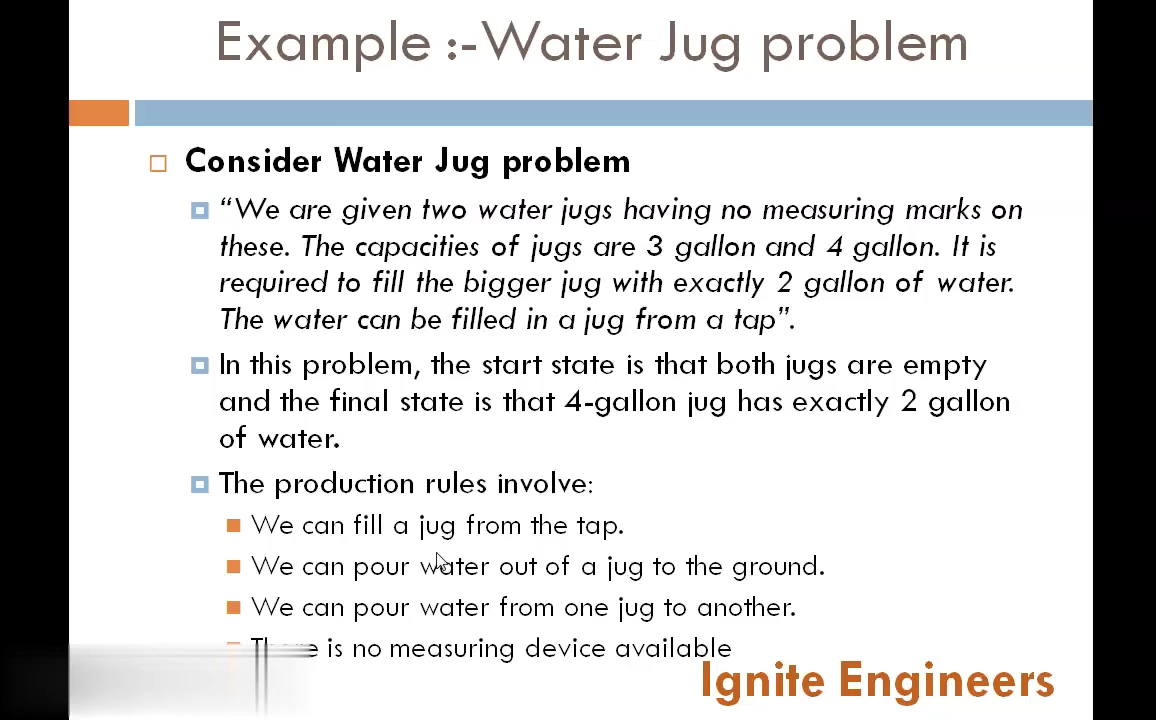 Example :-Water Jug problem
Consider Water Jug problem
“We are given two water jugs having no measuring marks on
these. The capacities of jugs are 3 gallon and 4 gallon. It is
required to fill the bigger jug with exactly 2 gallon of water.
The water can be filled in a jug from a tap”.
In this problem, the start state is that both jugs are empty
and the final state is that 4-gallon jug has exactly 2 gallon
of water.
The production rules involve:
We can fill a jug from the tap.
We can pour water out of a jug to the ground.
We can pour water from one jug to another.
There is no measuring device available
Ignite Engineers